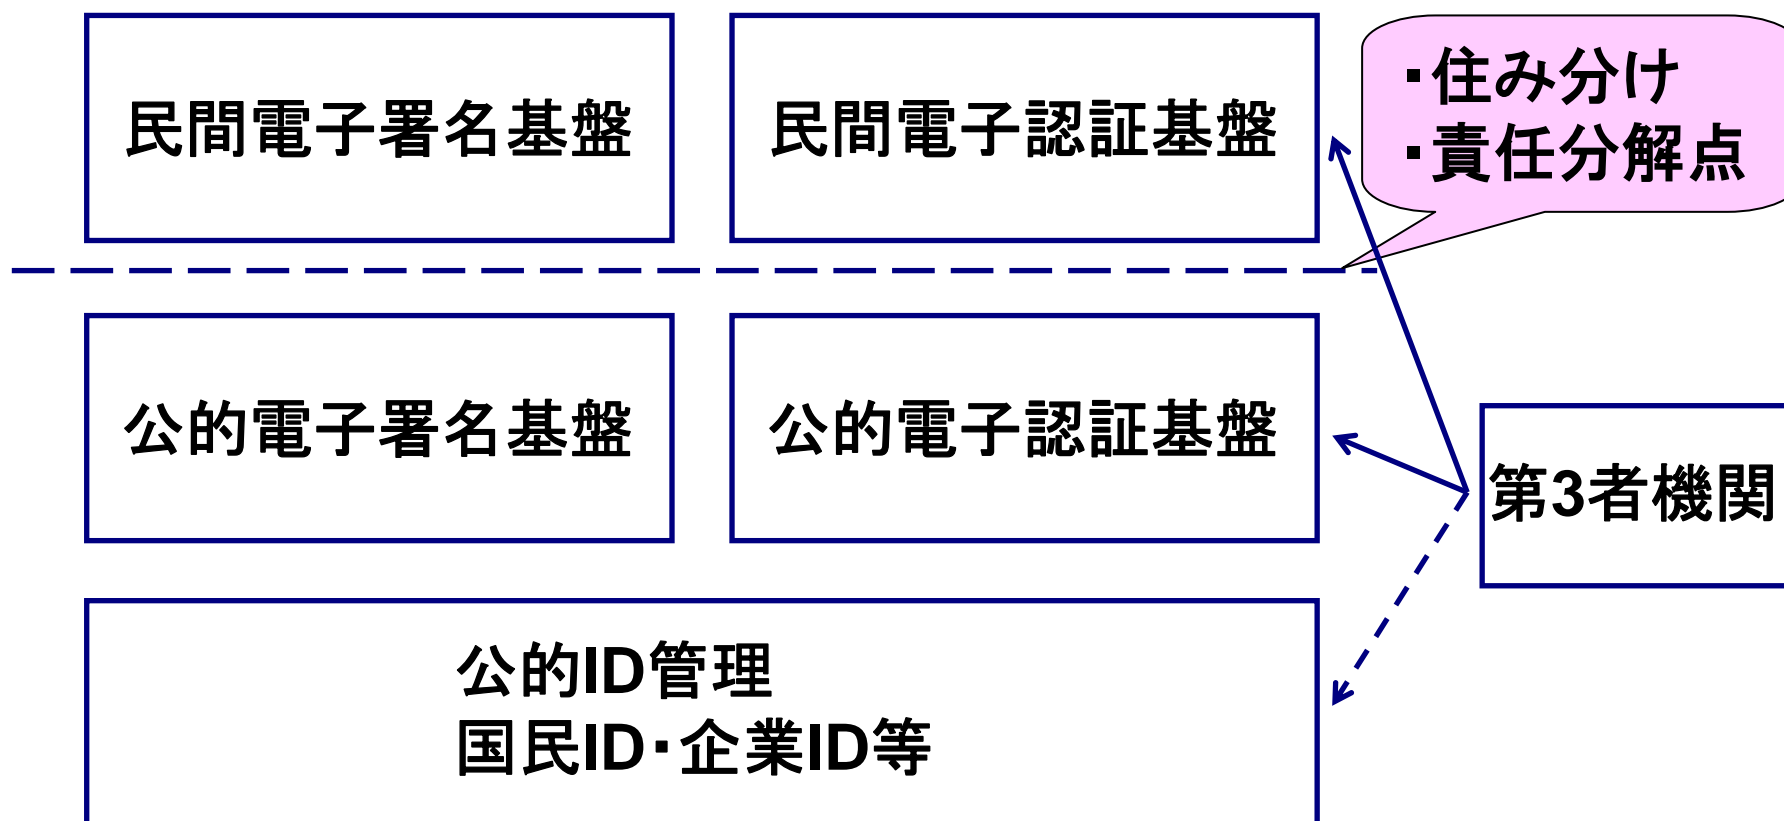 民間電子署名基盤
民間電子認証基盤
・住み分け
・責任分解点
公的電子署名基盤
公的電子認証基盤
第3者機関
公的ID管理
国民ID・企業ID等